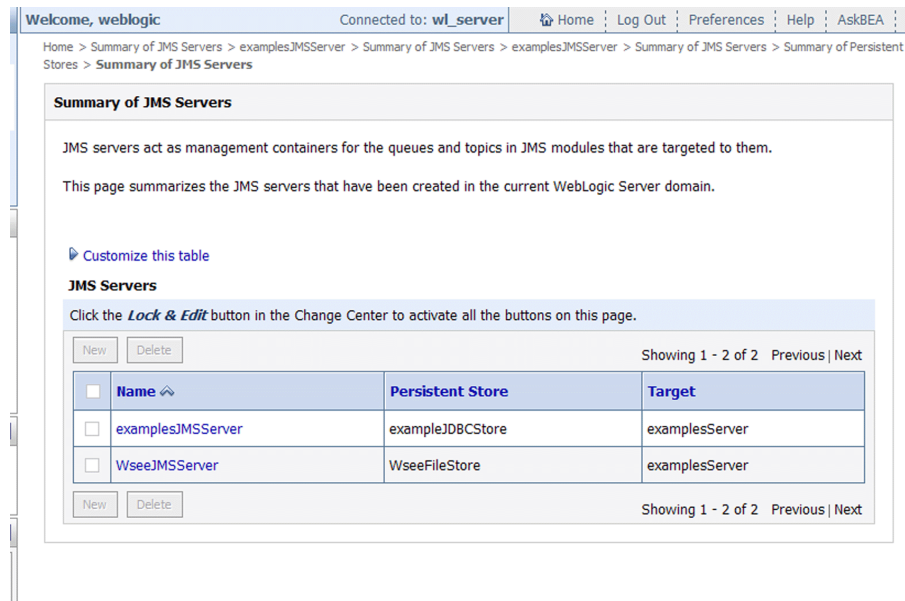 Welcome, weblogic Connected to: wl_server Home Log Out Preferences Help AskBEA
Home > Summary of JMS Servers > examplesJMSServer > Summary of JMS Servers > examplesJMSServer > Summary of JMS Servers > Summary of Persistent
Stores > Summary of JMS Servers
Summary of JMS Servers
JMS servers act as management containers for the queues and topics in JMS modules that are targeted to them.
This page summarizes the JMS servers that have been created in the current WebLogic Server domain.
Customize this table
JMS Servers
Click the Lock & Edit button in the Change Center to activate all the buttons on this page.
New Delete Showing 1 - 2 of 2 Previous | Next
Name Persistent Store Target
examplesJMSServer exampleJDBCStore examplesServer
WseeJMSServer WseeFileStore examplesServer
New Delete Showing 1 - 2 of 2 Previous | Next